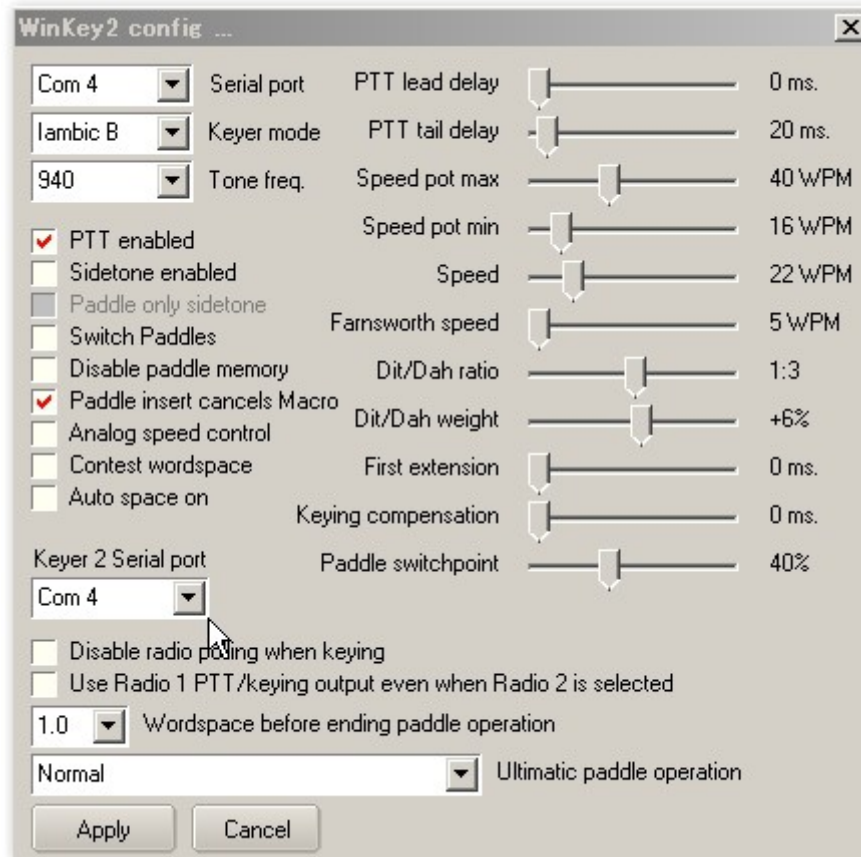 WinKey2 config ...
Com 4 Serial port PTT lead delay 0 ms.
Iambic B Keyer mode PTT tail delay 20 ms.
940 Tone freq. Speed pot max 40 WPM
Speed pot min 16 WPM
PTT enabled
Sidetone enabled Speed 22 WPM
Paddle only sidetone
Farnsworth speed 5 WPM
Switch Paddles
Disable paddle memory Dit/Dah ratio 1:3
Paddle insert cancels Macro
Dit/Dah weight +6%
Analog speed control
Contest wordspace First extension 0 ms.
Auto space on
Keying compensation 0 ms.
Keyer 2 Serial port Paddle switchpoint 40%
Com 4
Disable radio polling when keying
Use Radio 1 PTT/keying output even when Radio 2 is selected
1.0 Wordspace before ending paddle operation
Normal Ultimatic paddle operation
Apply Cancel